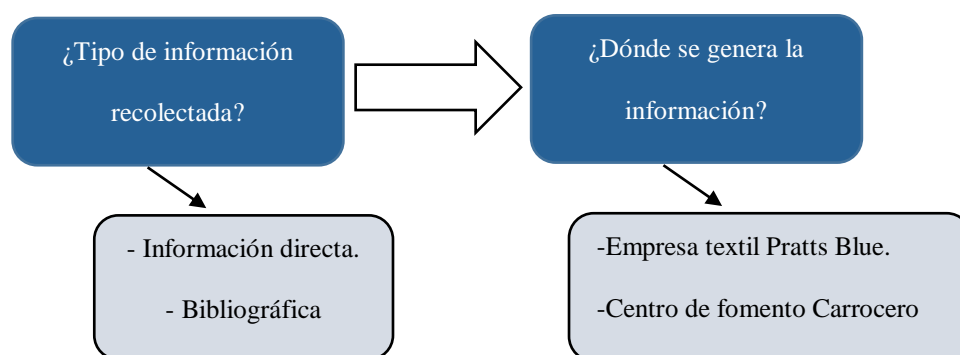 ¿Tipo de información
recolectada?
¿Dónde se genera la
información?
- Información directa.
- Bibliográfica
-Empresa textil Pratts Blue.
-Centro de fomento Carrocero